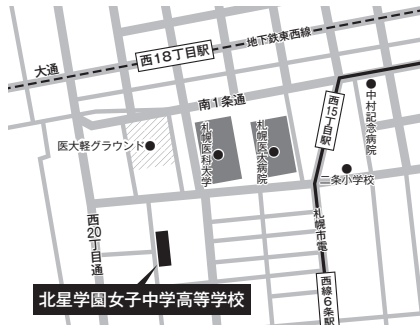 地下鉄東西線
西18丁目駅
大通
南1条通
西15丁目駅
中村記念病院
医大軽グラウンド
札幌医科大学
札幌医大病院
二条小学校
西20丁目通
札幌市電
西線6条駅
北星学園女子中学高等学校